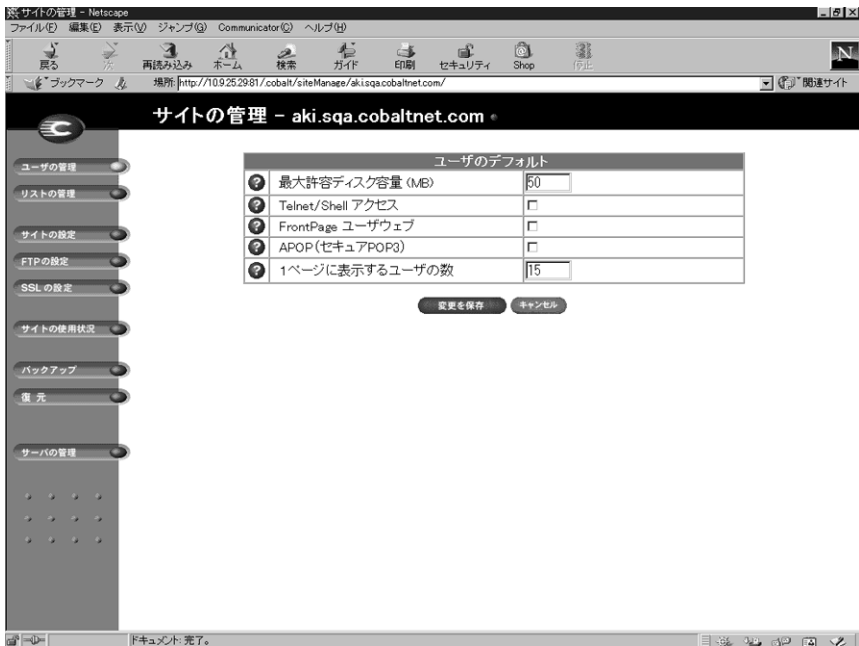 サイトの管理 - Netscape
ファイル(F) 編集(E) 表示(V) ジャンプ(G) Communicator(C) ヘルプ(H)
戻る 次 再読み込み ホーム 検索 ガイド 印刷 セキュリティ Shop 停止 N
ブックマーク 場所: http://10.9.25.29:81/.cobalt/siteManage/aki.sqa.cobaltnet.com/ 関連サイト
サイトの管理 - aki.sqa.cobaltnet.com
ユーザの管理
リストの管理
サイトの設定
FTPの設定
SSLの設定
サイトの使用状況
バックアップ
復元
サーバの管理
ユーザのデフォルト
? 最大許容ディスク容量 (MB) 50
? Telnet/Shell アクセス
? FrontPage ユーザウェブ
? APOP(セキュアPOP3)
? 1ページに表示するユーザの数 15
変更を保存 キャンセル
ドキュメント: 完了。